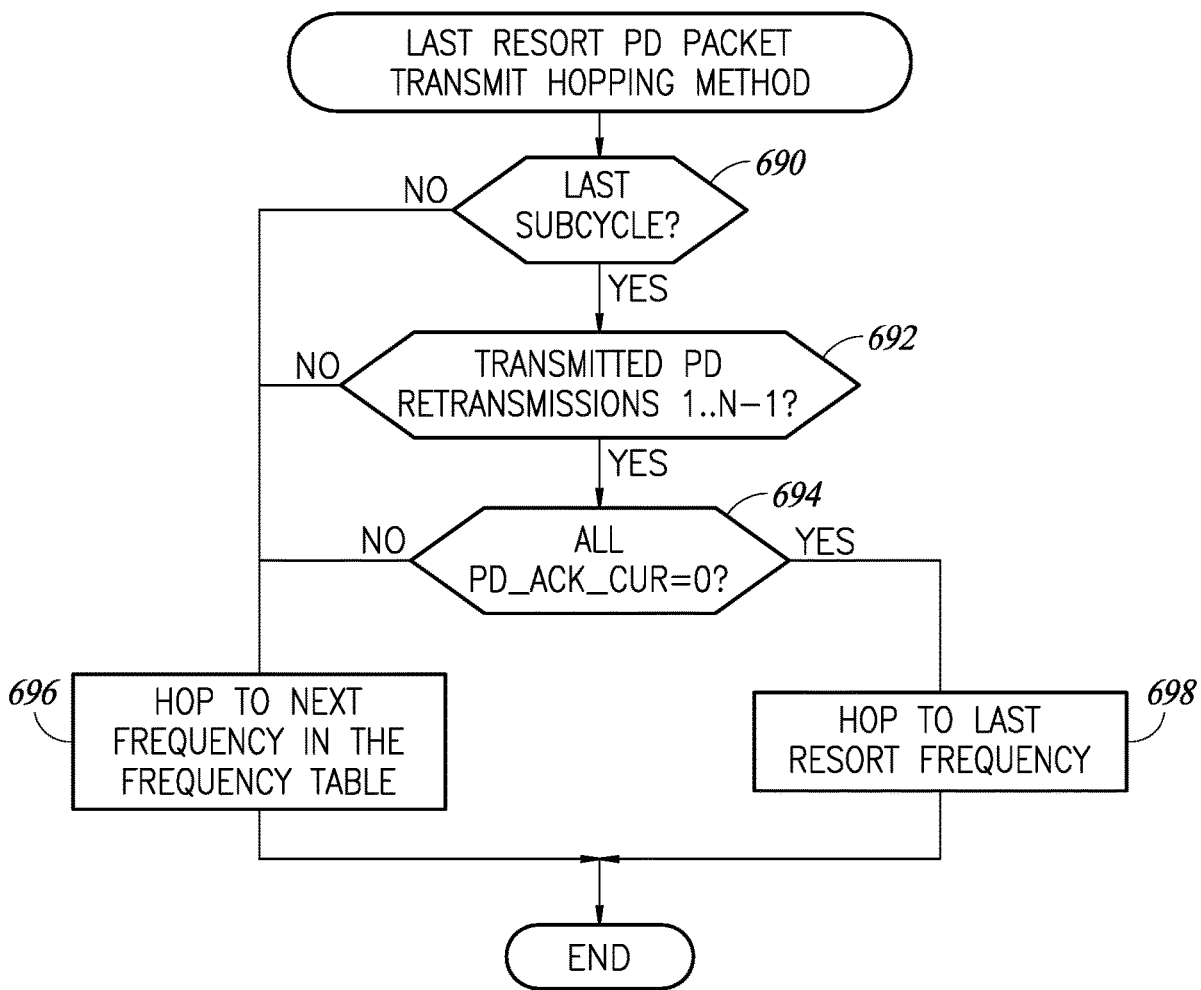 LAST RESORT PD PACKET
TRANSMIT HOPPING METHOD
690
LAST
SUBCYCLE?
NO
YES
692
TRANSMITTED PD
RETRANSMISSIONS 1..N-1?
NO
YES
694
ALL
PD_ACK_CUR=0?
NO
YES
696
HOP TO NEXT
FREQUENCY IN THE
FREQUENCY TABLE
698
HOP TO LAST
RESORT FREQUENCY
END